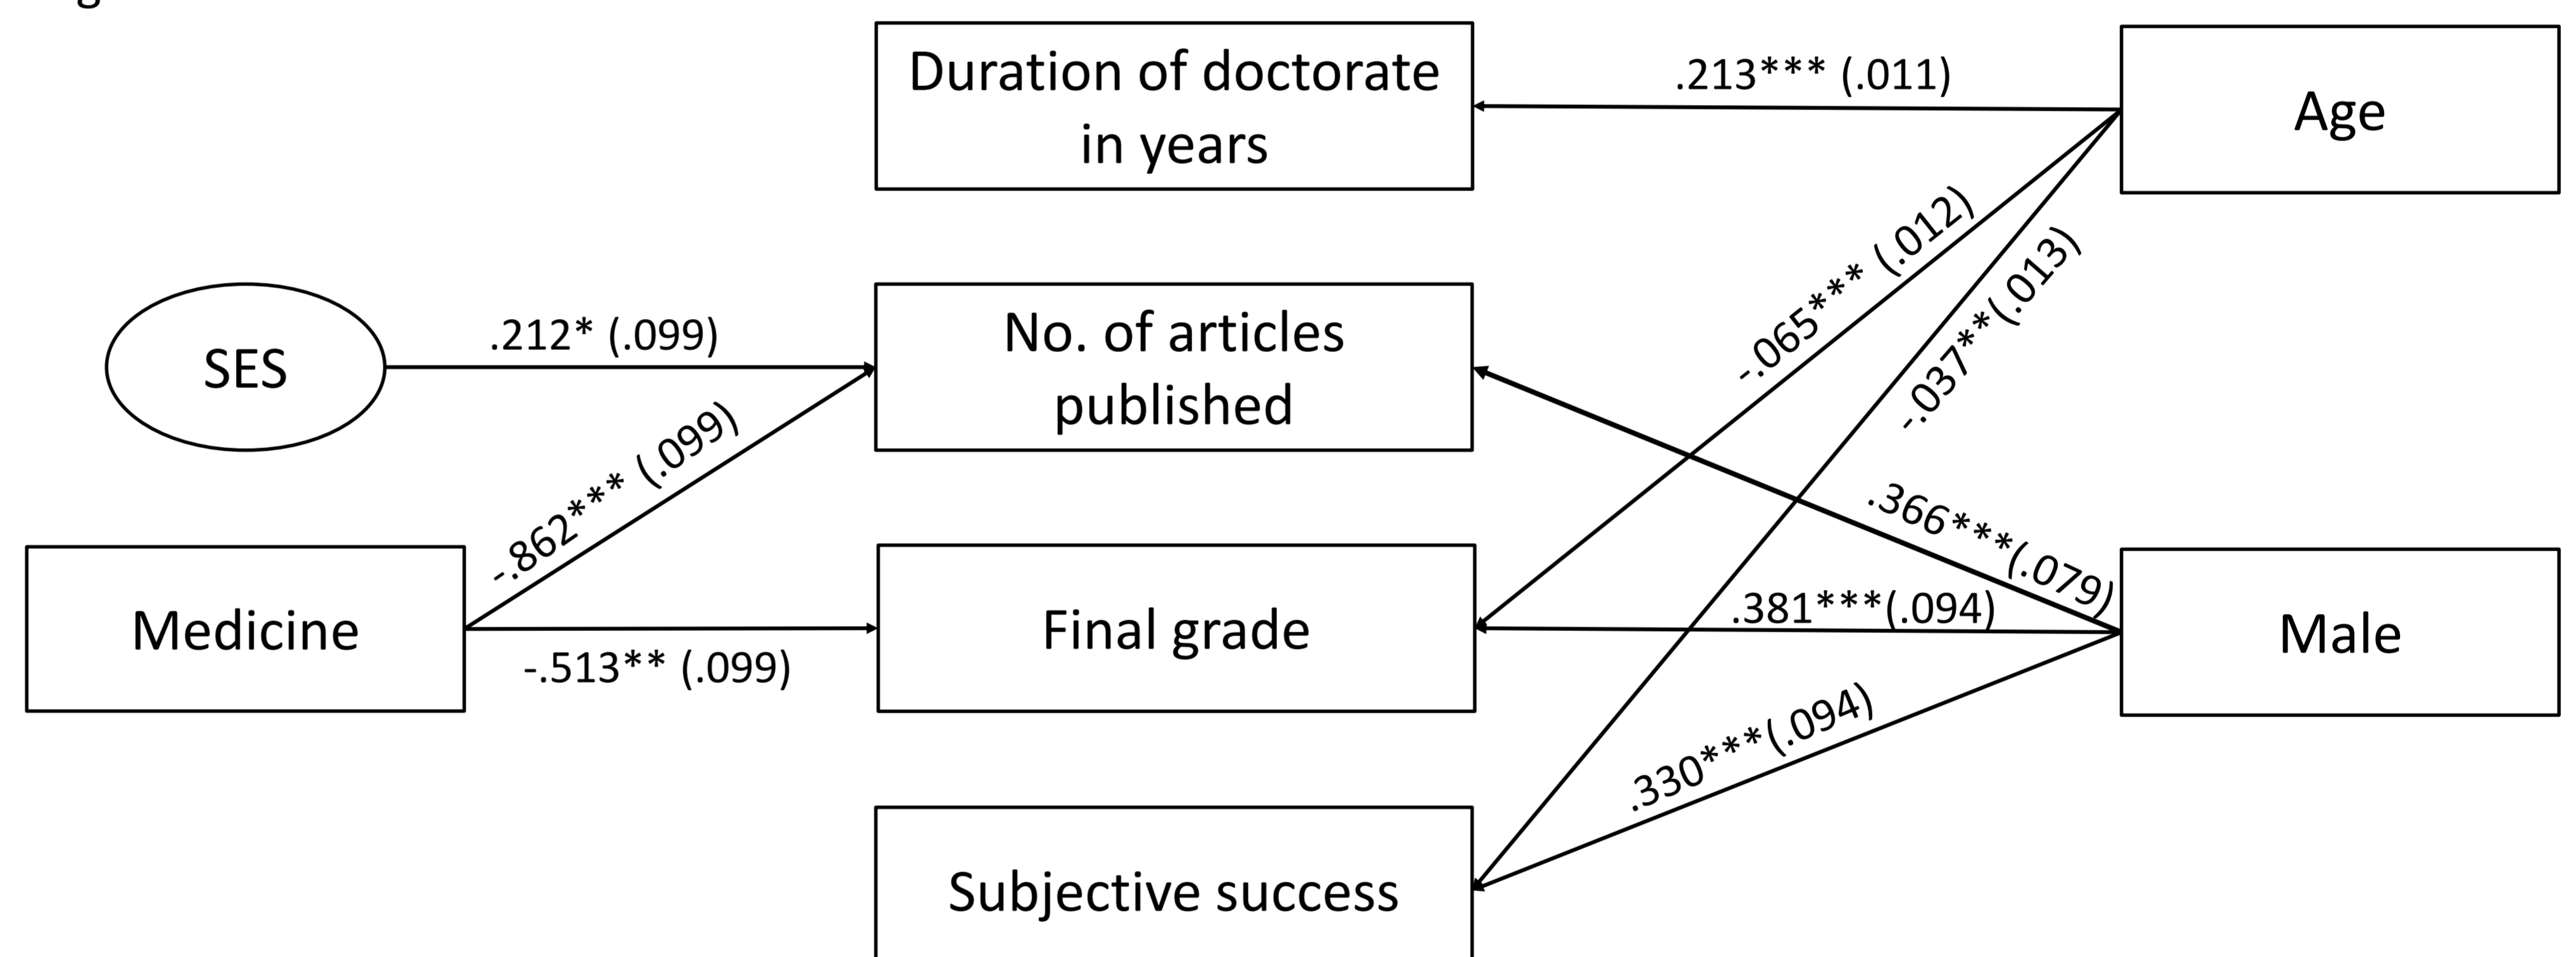 Duration of doctorate
in years
.213*** (.011)
Age
-.065*** (.012)
-.037**(.013)
SES
.212* (.099)
No. of articles
published
-.862*** (.099)
.366***(.079)
Medicine
-.513** (.099)
Final grade
.381***(.094)
Male
.330***(.094)
Subjective success